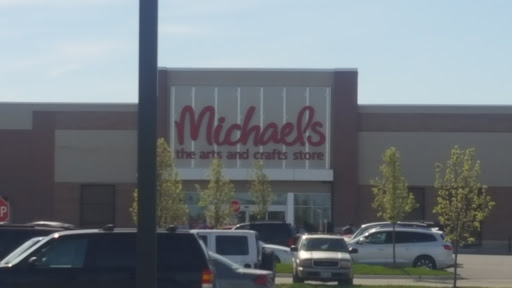 Michaels
the arts and crafts store